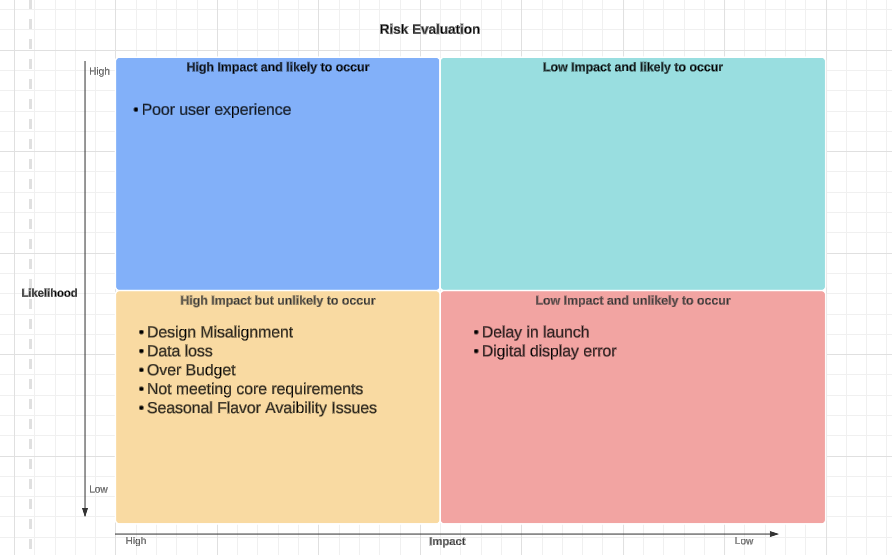 Risk Evaluation
High
High Impact and likely to occur
• Poor user experience
Low Impact and likely to occur
Likelihood
High Impact but unlikely to occur
• Design Misalignment
• Data loss
• Over Budget
• Not meeting core requirements
• Seasonal Flavor Avaibility Issues
Low Impact and unlikely to occur
• Delay in launch
• Digital display error
Low
High
Impact
Low